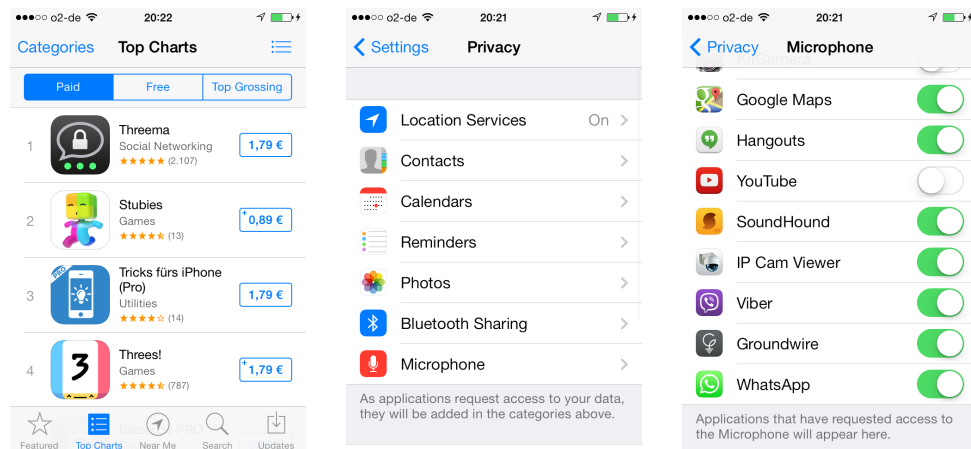 o2-de 20:22
Categories Top Charts
Paid Free Top Grossing
1 Threema
Social Networking
(2.107)
1,79 €
2 Stubies
Games
(13)
+0,89 €
PRO
3 Tricks fürs iPhone
(Pro)
Utilities
(14)
1,79 €
3
4 Threes!
Games
(787)
+1,79 €
Featured Top Charts Near Me Search Updates
o2-de 20:21
Settings Privacy
Location Services On
Contacts
Calendars
Reminders
Photos
Bluetooth Sharing
Microphone
As applications request access to your data,
they will be added in the categories above.
o2-de 20:21
Privacy Microphone
Google Maps
Hangouts
YouTube
SoundHound
IP Cam Viewer
Viber
Groundwire
WhatsApp
Applications that have requested access to
the Microphone will appear here.